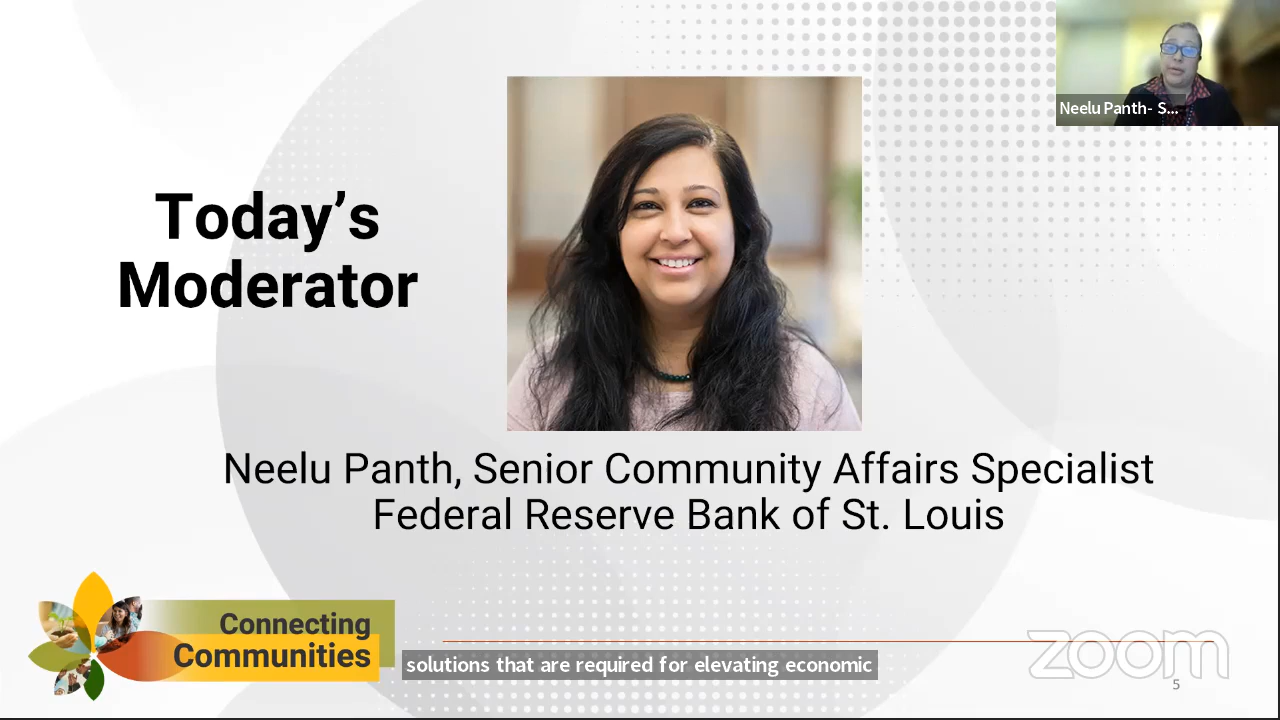 Neelu Panth- S...
Today’s
Moderator
Neelu Panth, Senior Community Affairs Specialist
Federal Reserve Bank of St. Louis
Connecting
Communities
solutions that are required for elevating economic
zoom
5